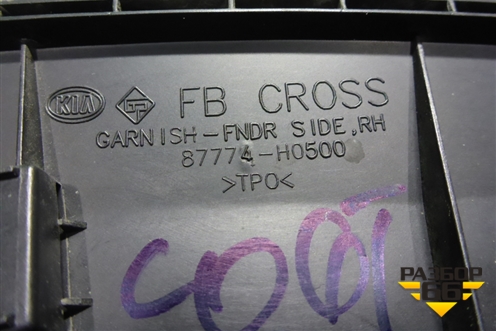 KIA FB CROSS
GARNISH-FNDR SIDE,RH
87774-H0500
>TPO<
РАЗБОР
66